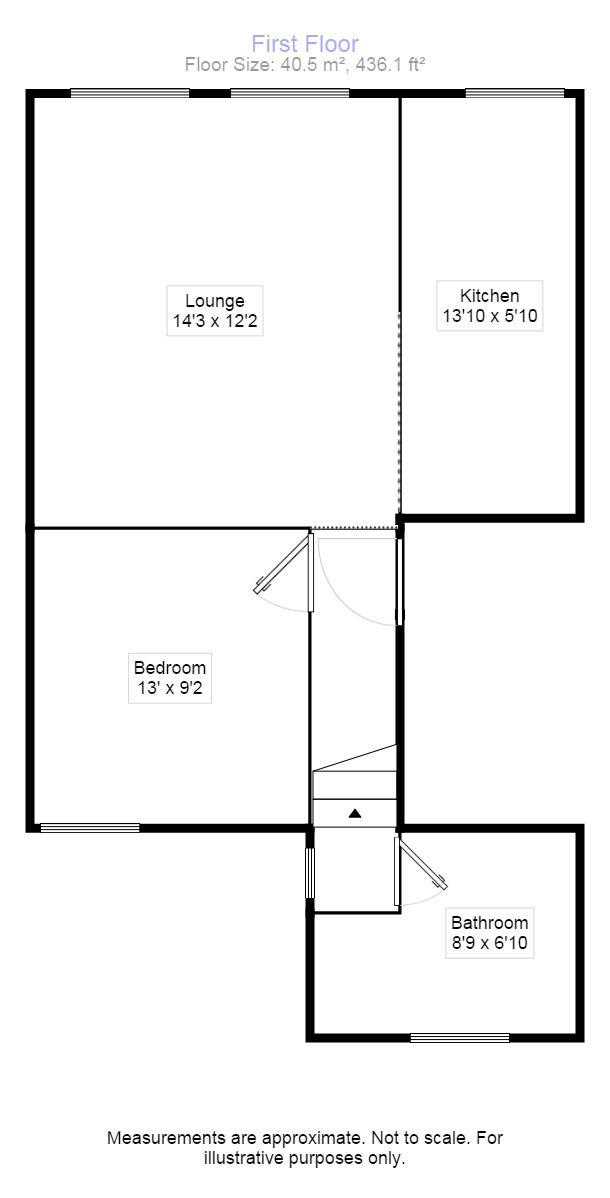 First Floor
Floor Size: 40.5 m², 436.1 ft²
Lounge
14'3 x 12'2
Kitchen
13'10 x 5'10
Bedroom
13' x 9'2
Bathroom
8'9 x 6'10
Measurements are approximate. Not to scale. For
illustrative purposes only.